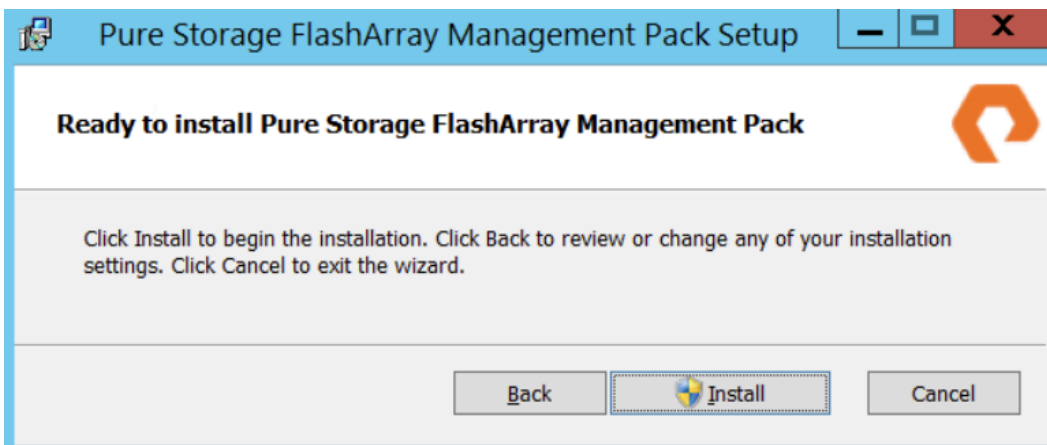 Pure Storage FlashArray Management Pack Setup
Ready to install Pure Storage FlashArray Management Pack
Click Install to begin the installation. Click Back to review or change any of your installation
settings. Click Cancel to exit the wizard.
Back Install Cancel